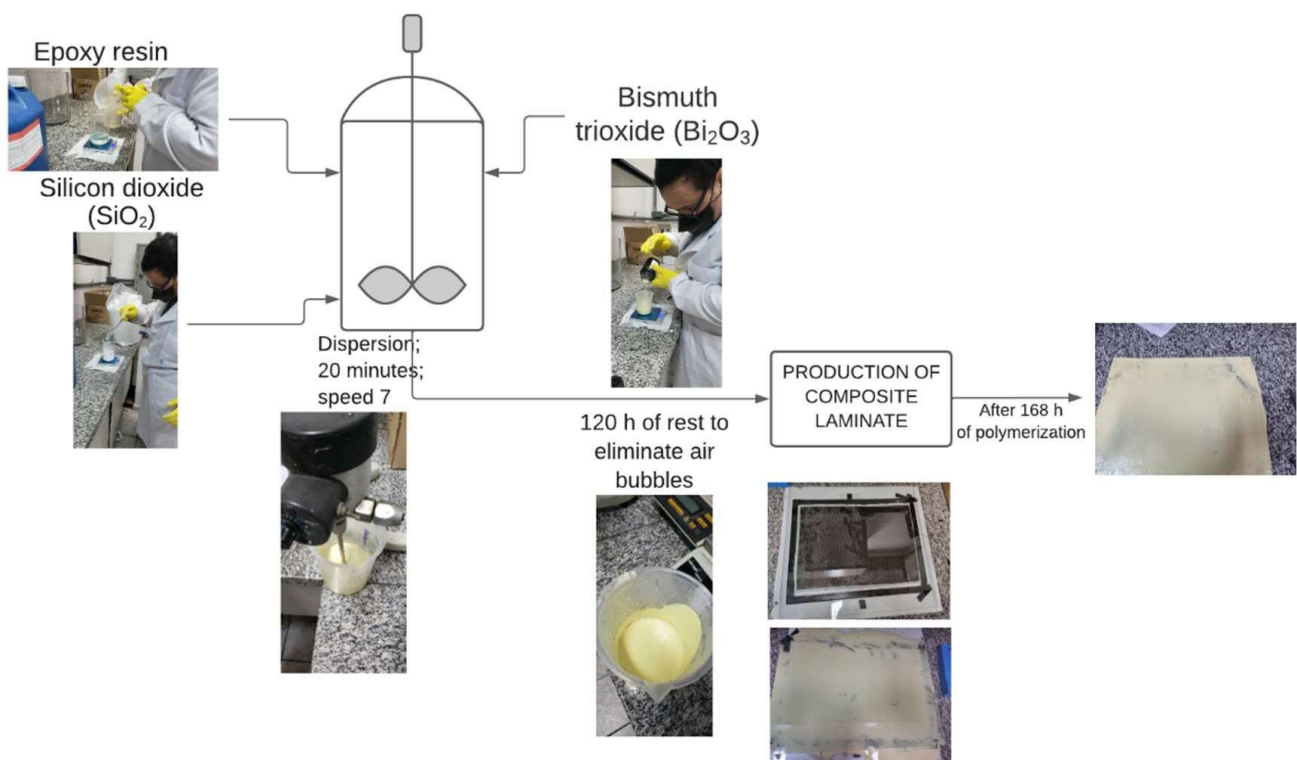 Epoxy resin
Silicon dioxide
(SiO₂)
Bismuth
trioxide (Bi₂O₃)
Dispersion;
20 minutes;
speed 7
120 h of rest to
eliminate air
bubbles
PRODUCTION OF
COMPOSITE
LAMINATE
After 168 h
of polymerization